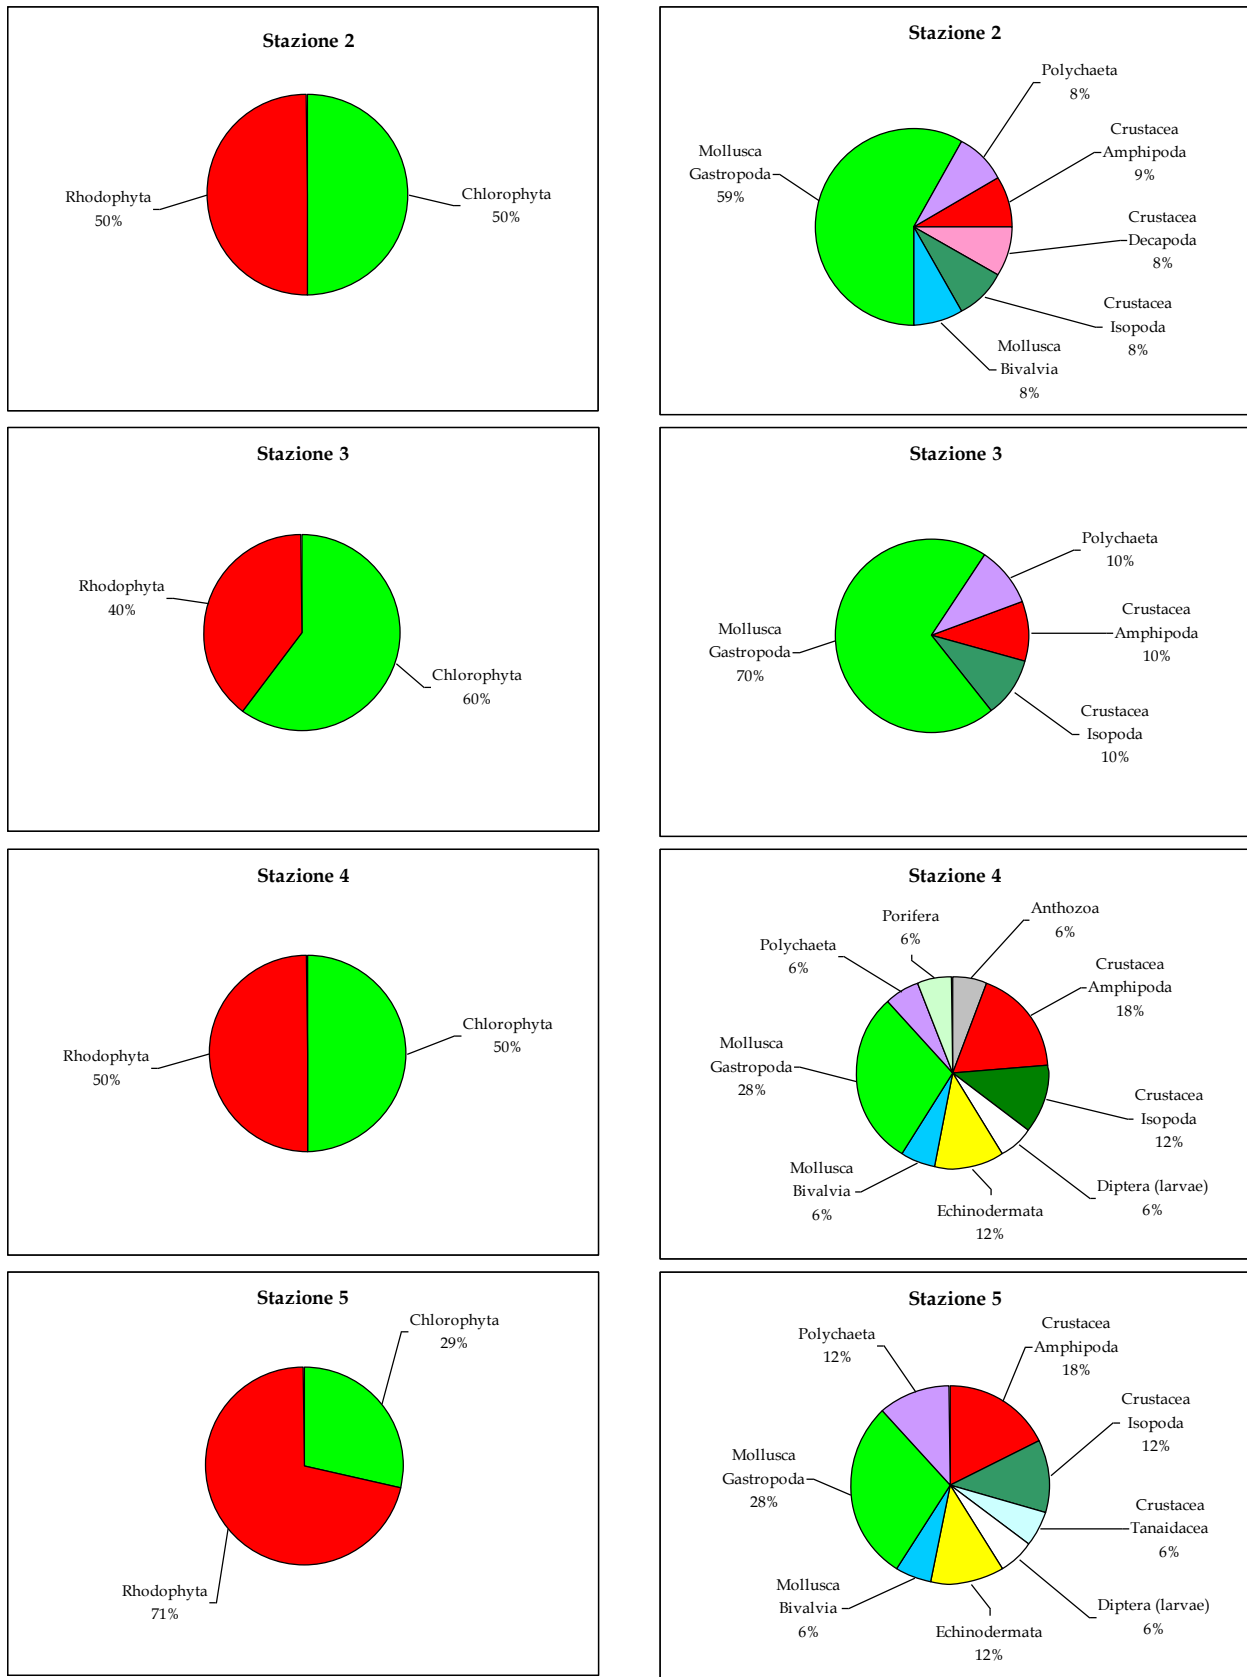 Stazione 2
Rhodophyta
50%
Chlorophyta
50%
Stazione 2
Polychaeta
8%
Crustacea
Amphipoda
9%
Crustacea
Decapoda
8%
Crustacea
Isopoda
8%
Mollusca
Bivalvia
8%
Mollusca
Gastropoda
59%
Stazione 3
Rhodophyta
40%
Chlorophyta
60%
Stazione 3
Polychaeta
10%
Crustacea
Amphipoda
10%
Crustacea
Isopoda
10%
Mollusca
Gastropoda
70%
Stazione 4
Rhodophyta
50%
Chlorophyta
50%
Stazione 4
Porifera
6%
Anthozoa
6%
Polychaeta
6%
Crustacea
Amphipoda
18%
Mollusca
Gastropoda
28%
Crustacea
Isopoda
12%
Mollusca
Bivalvia
6%
Echinodermata
12%
Diptera (larvae)
6%
Stazione 5
Chlorophyta
29%
Rhodophyta
71%
Stazione 5
Polychaeta
12%
Crustacea
Amphipoda
18%
Crustacea
Isopoda
12%
Mollusca
Gastropoda
28%
Crustacea
Tanaidacea
6%
Mollusca
Bivalvia
6%
Echinodermata
12%
Diptera (larvae)
6%